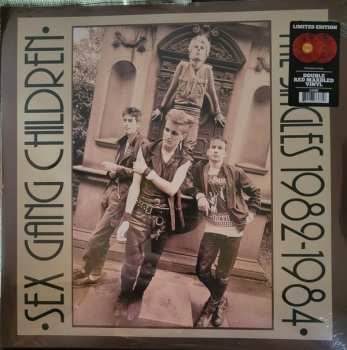 ·SEX GANG CHILDREN·
THE SINGLES 1982-1984·
LIMITED EDITION
DOUBLE
RED MARBLED
VINYL